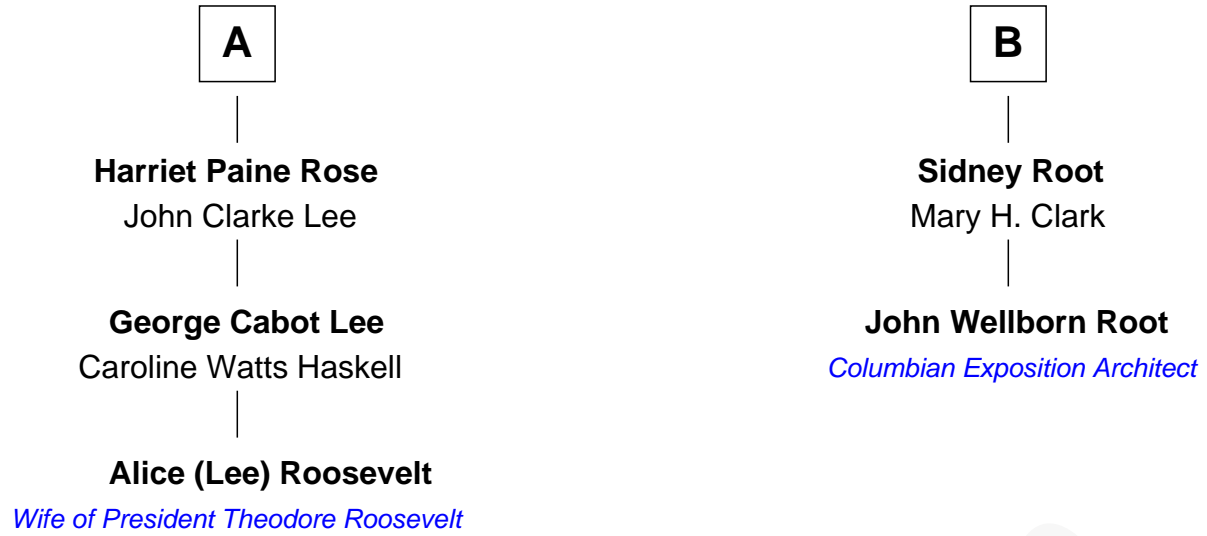 A
Harriet Paine Rose
John Clarke Lee
George Cabot Lee
Caroline Watts Haskell
Alice (Lee) Roosevelt
Wife of President Theodore Roosevelt
B
Sidney Root
Mary H. Clark
John Wellborn Root
Columbian Exposition Architect